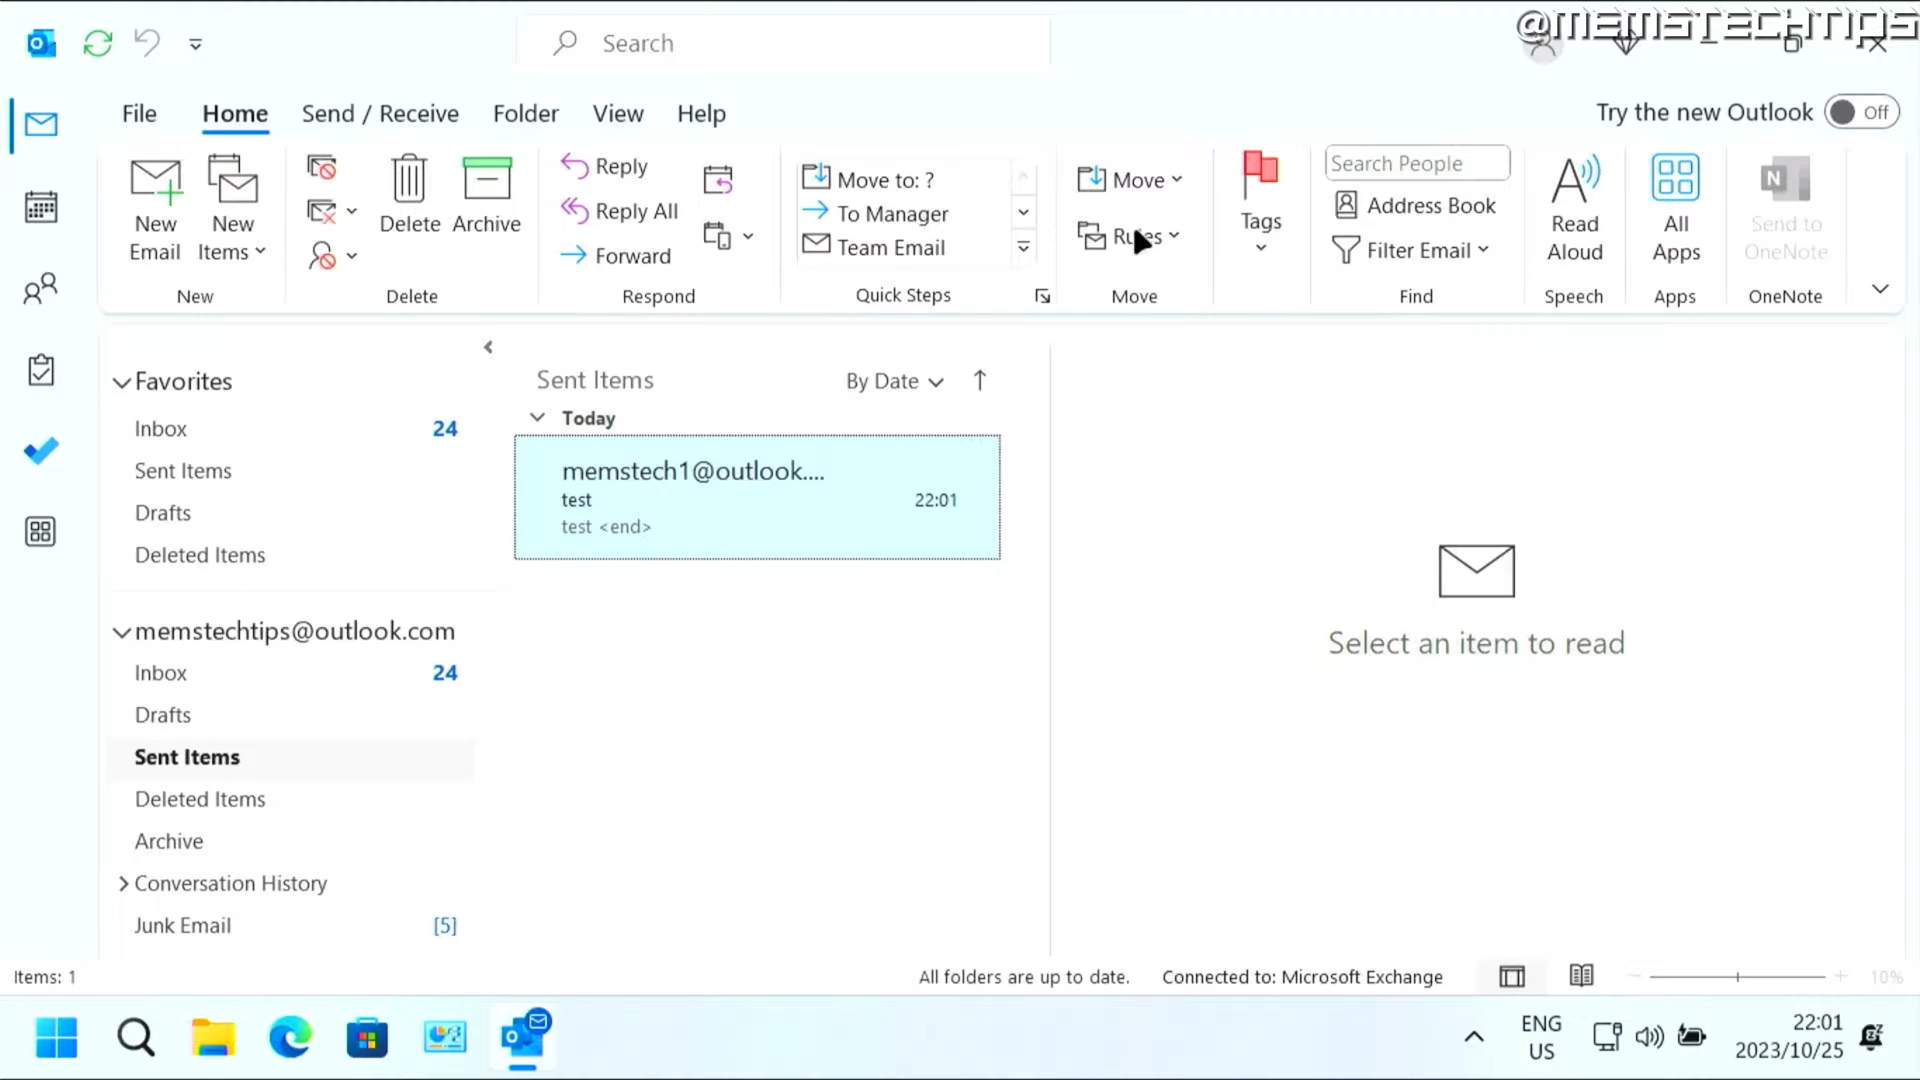 @MEMSTECHTIPS
Search
File Home Send / Receive Folder View Help
Try the new Outlook Off
New Email
New Items
New
Delete
Archive
Delete
Reply
Reply All
Forward
Respond
Move to: ?
To Manager
Team Email
Quick Steps
Move
Rules
Move
Tags
Search People
Address Book
Filter Email
Find
Read Aloud
Speech
All Apps
Apps
N
Send to OneNote
OneNote
Favorites
Inbox 24
Sent Items
Drafts
Deleted Items
memstechtips@outlook.com
Inbox 24
Drafts
Sent Items
Deleted Items
Archive
Conversation History
Junk Email [5]
Sent Items By Date
Today
memstech1@outlook....
test 22:01
test <end>
Select an item to read
Items: 1
All folders are up to date. Connected to: Microsoft Exchange 10%
ENG
US
22:01
2023/10/25